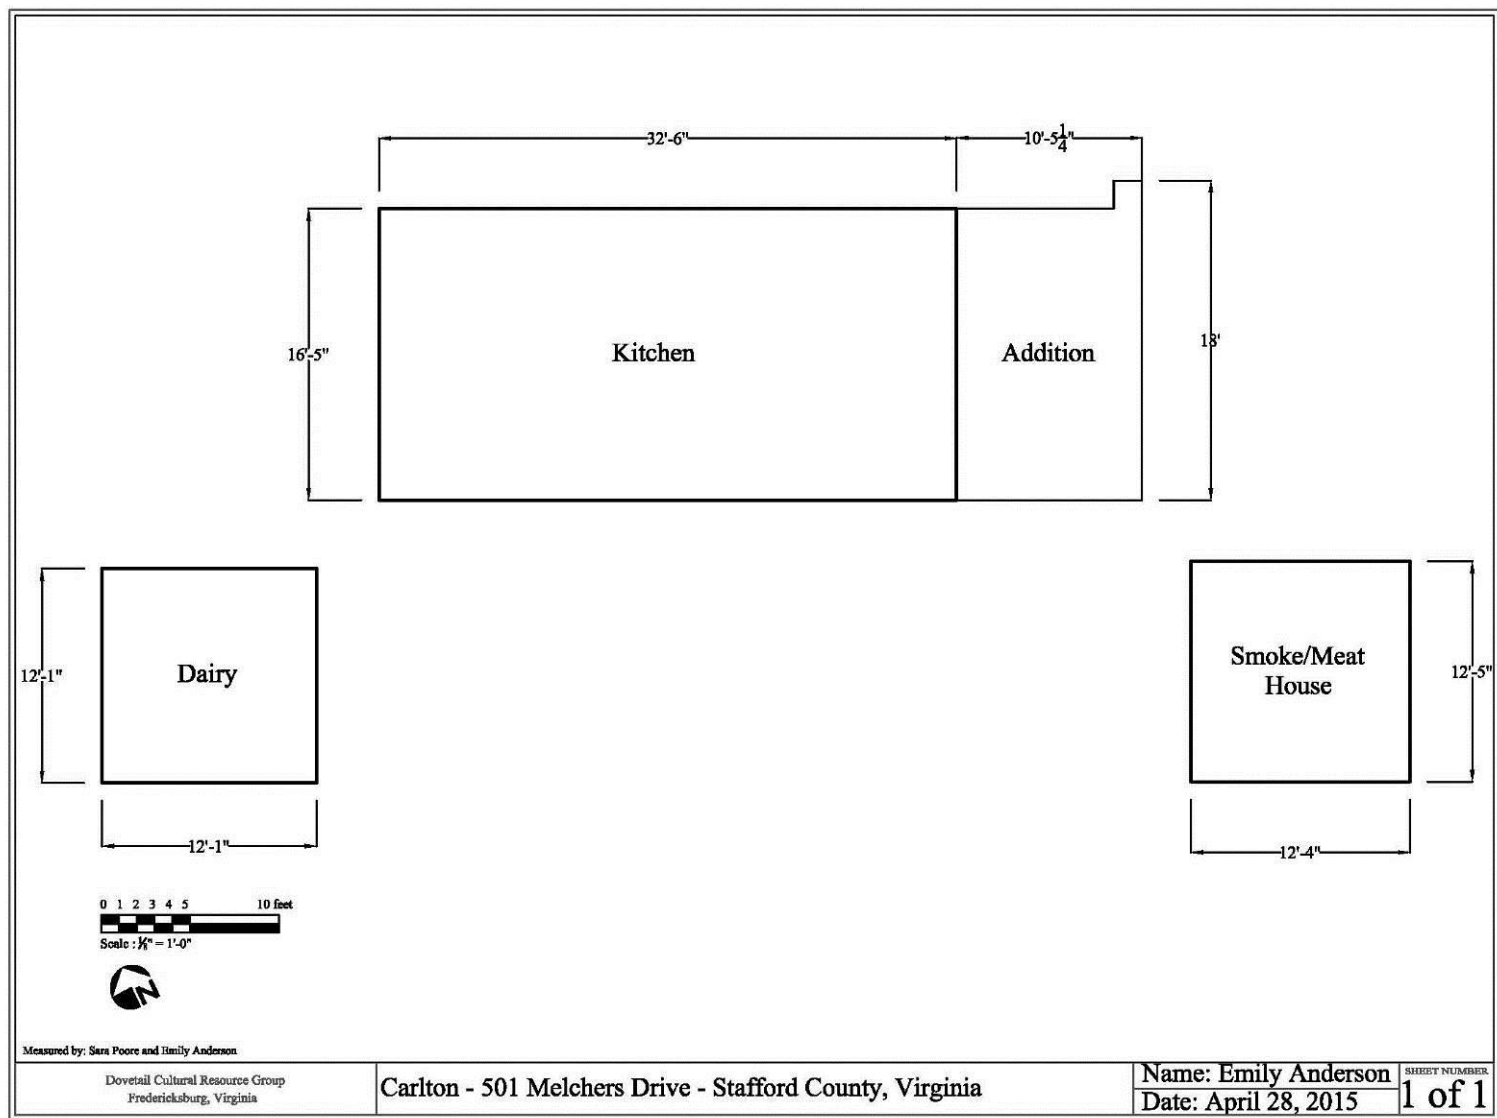 32'-6"
10'-5 1/4"
16'-5"
Kitchen
Addition
18'
12'-1"
Dairy
Smoke/Meat
House
12'-5"
12'-1"
12'-4"
0 1 2 3 4 5 10 feet
Scale : ⅛" = 1'-0"
N
Measured by: Sara Poore and Emily Anderson
Dovetail Cultural Resource Group
Fredericksburg, Virginia
Carlton - 501 Melchers Drive - Stafford County, Virginia
Name: Emily Anderson
Date: April 28, 2015
SHEET NUMBER
1 of 1